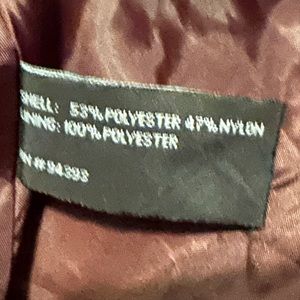 SHELL: 53% POLYESTER 47% NYLON
LINING: 100% POLYESTER
RN # 94393